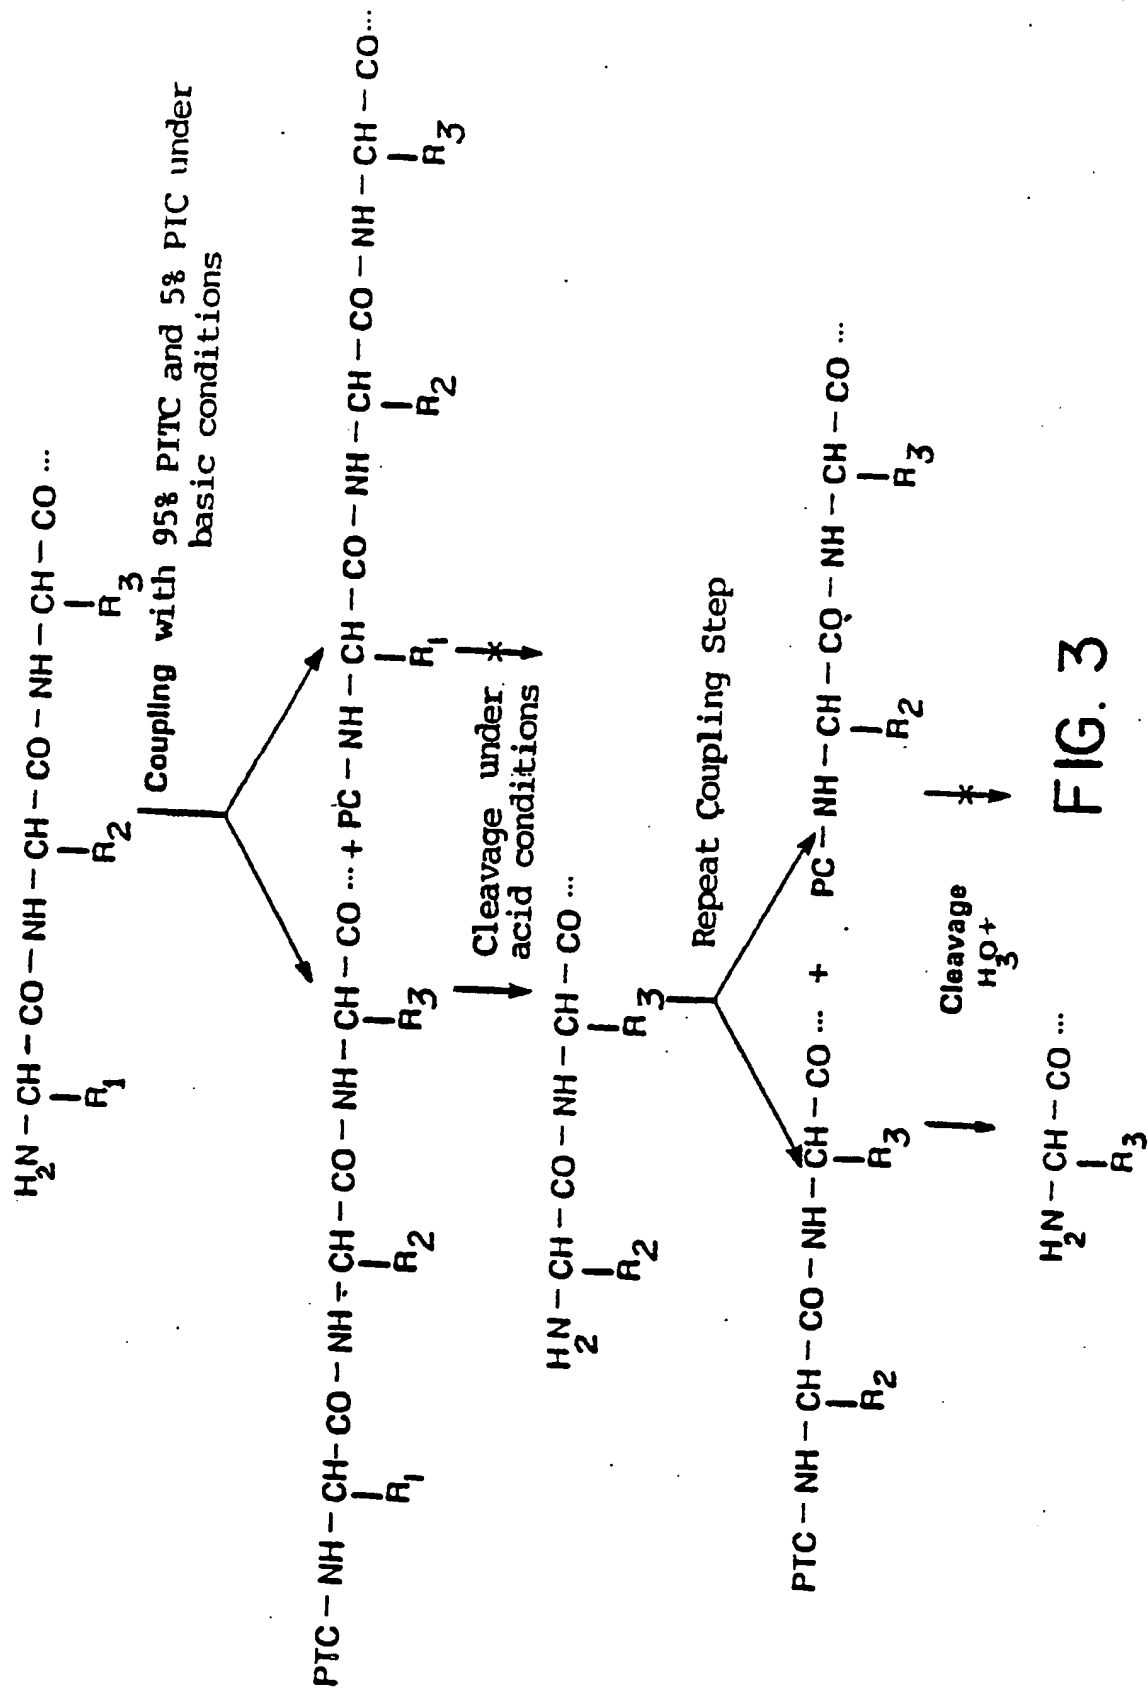 H2N – CH – CO – NH – CH – CO – NH – CH – CO ...
R1 R2 R3
Coupling with 95% PITC and 5% PIC under
basic conditions
PTC – NH – CH – CO – NH – CH – CO – NH – CH – CO ... + PC – NH – CH – CO – NH – CH – CO – NH – CH – CO ...
R1 R2 R3 R1 R2 R3
Cleavage under
acid conditions
H2N – CH – CO – NH – CH – CO ...
R2 R3
Repeat Coupling Step
PTC – NH – CH – CO – NH – CH – CO ... + PC – NH – CH – CO – NH – CH – CO ...
R2 R3 R2 R3
Cleavage
H3O+
H2N – CH – CO ...
R3
FIG. 3